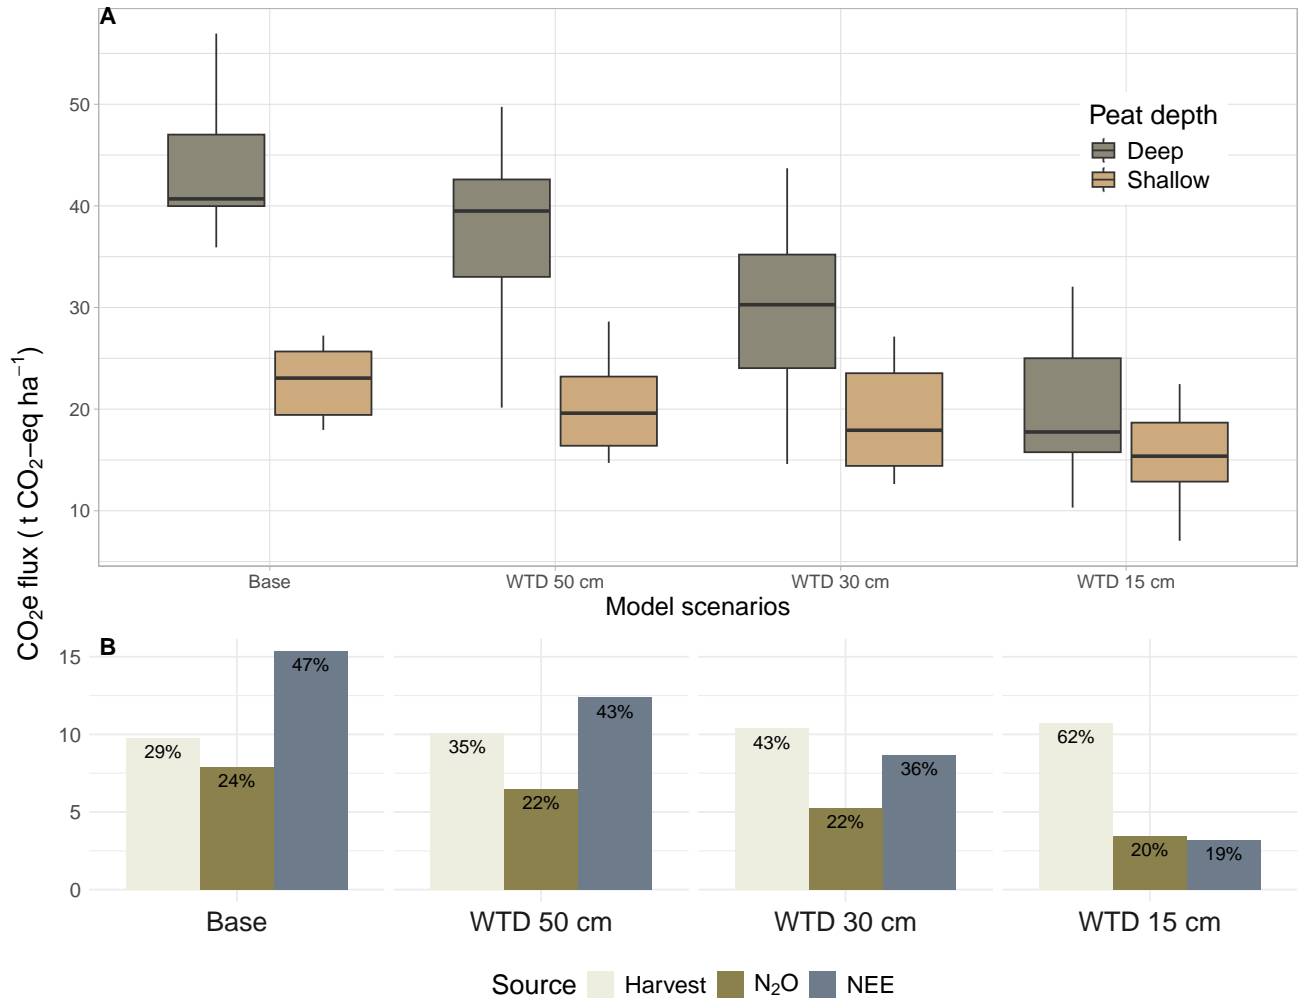 A
50
40
30
20
10
Peat depth
Deep
Shallow
CO₂e flux ( t CO₂−eq ha⁻¹)
Base
WTD 50 cm
WTD 30 cm
WTD 15 cm
Model scenarios
B
15
10
5
0
29%
24%
47%
35%
22%
43%
43%
22%
36%
62%
20%
19%
Base
WTD 50 cm
WTD 30 cm
WTD 15 cm
Source Harvest N₂O NEE